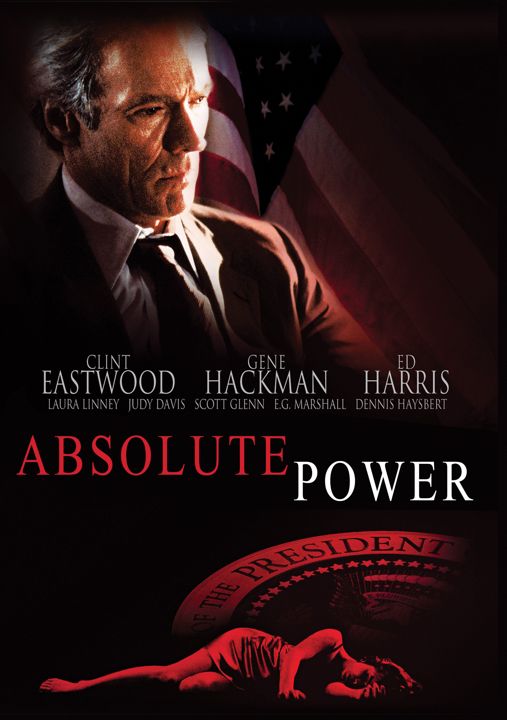 CLINT EASTWOOD
GENE HACKMAN
ED HARRIS
LAURA LINNEY JUDY DAVIS SCOTT GLENN E.G. MARSHALL DENNIS HAYSBERT
ABSOLUTE
POWER
OF THE PRESIDENT